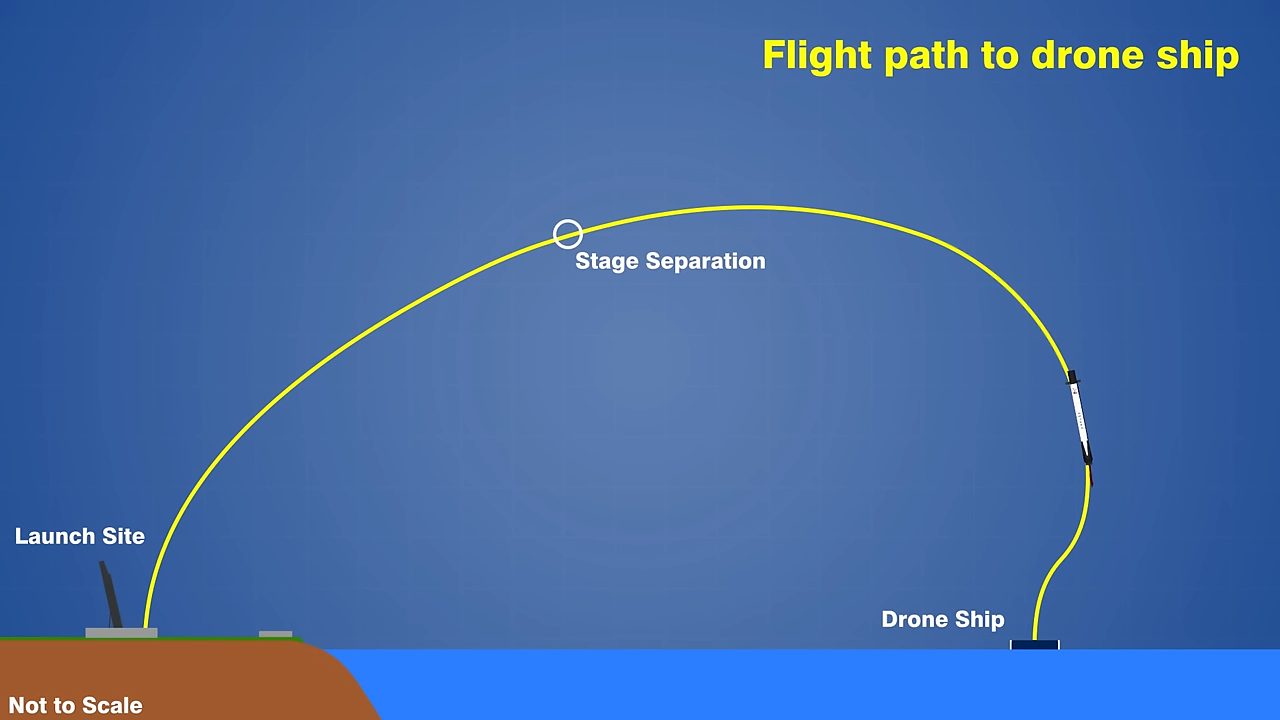 Flight path to drone ship
Stage Separation
Launch Site
Drone Ship
Not to Scale